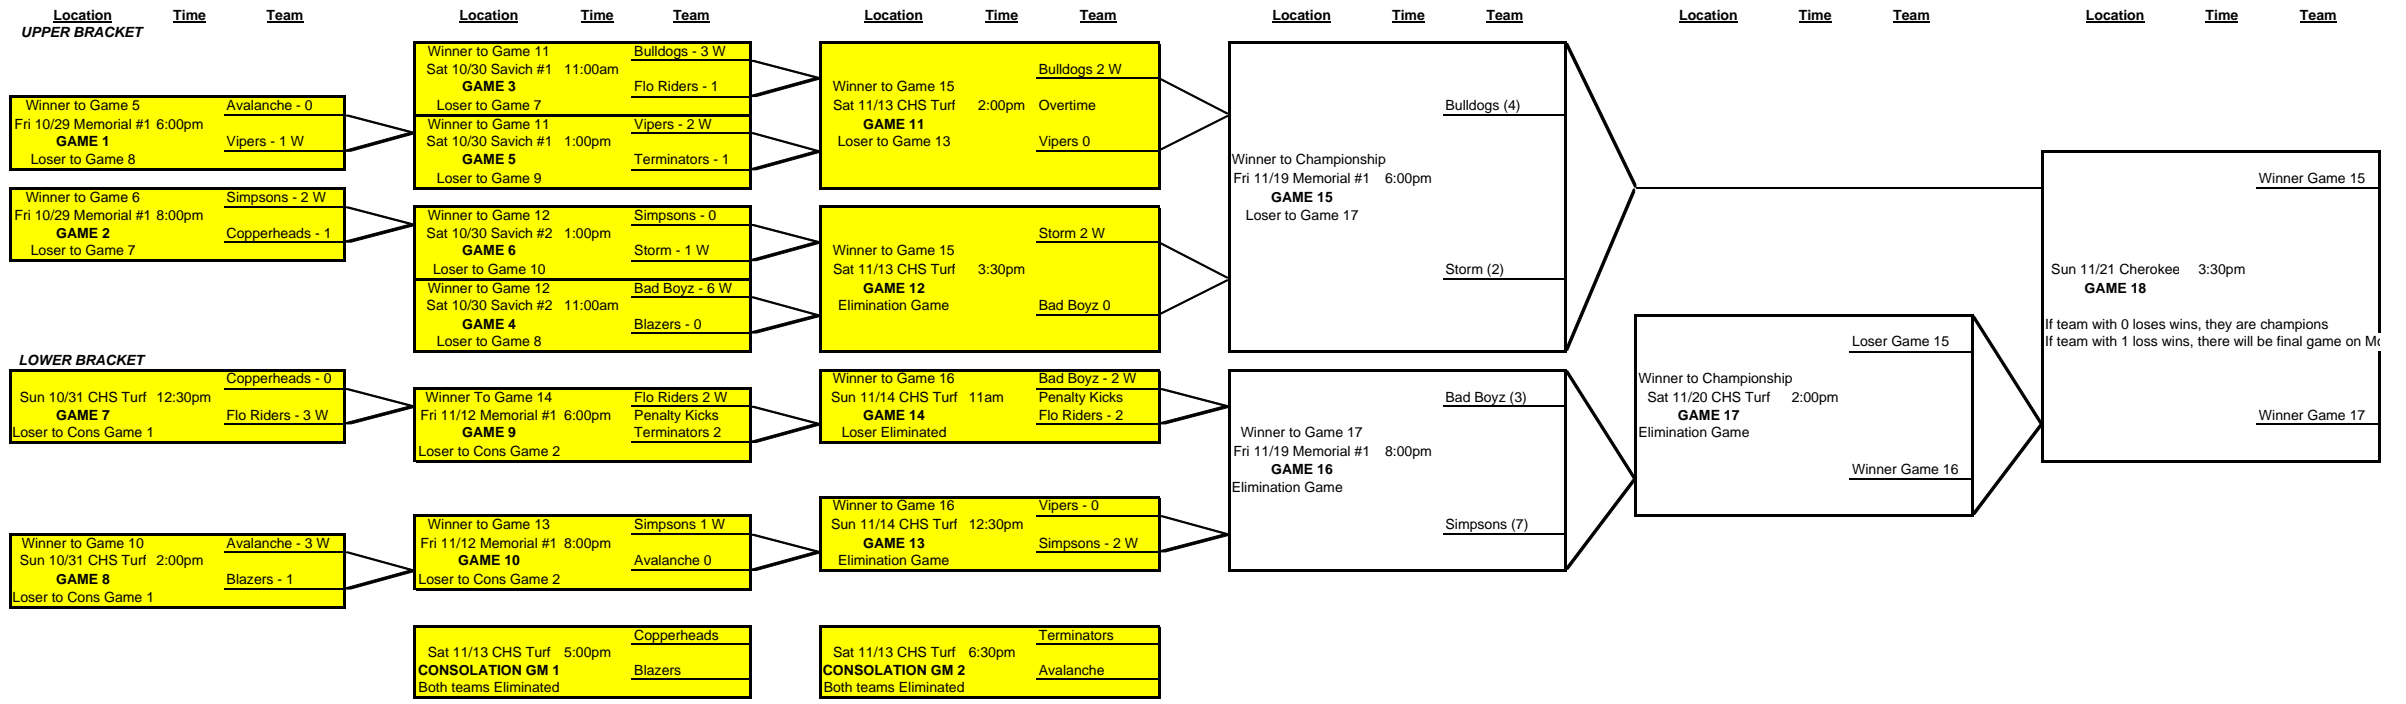 Location Time Team Location Time Team Location Time Team Location Time Team Location Time Team Location Time Team
UPPER BRACKET
Winner to Game 5 Avalanche - 0
Fri 10/29 Memorial #1 6:00pm
GAME 1 Vipers - 1 W
Loser to Game 8
Winner to Game 6 Simpsons - 2 W
Fri 10/29 Memorial #1 8:00pm
GAME 2 Copperheads - 1
Loser to Game 7
LOWER BRACKET
Copperheads - 0
Sun 10/31 CHS Turf 12:30pm
GAME 7 Flo Riders - 3 W
Loser to Cons Game 1
Winner to Game 10 Avalanche - 3 W
Sun 10/31 CHS Turf 2:00pm
GAME 8 Blazers - 1
Loser to Cons Game 1
Winner to Game 11 Bulldogs - 3 W
Sat 10/30 Savich #1 11:00am
GAME 3 Flo Riders - 1
Loser to Game 7
Winner to Game 11 Vipers - 2 W
Sat 10/30 Savich #1 1:00pm
GAME 5 Terminators - 1
Loser to Game 9
Winner to Game 12 Simpsons - 0
Sat 10/30 Savich #2 1:00pm
GAME 6 Storm - 1 W
Loser to Game 10
Winner to Game 12 Bad Boyz - 6 W
Sat 10/30 Savich #2 11:00am
GAME 4 Blazers - 0
Loser to Game 8
Winner To Game 14 Flo Riders 2 W
Fri 11/12 Memorial #1 6:00pm Penalty Kicks
GAME 9 Terminators 2
Loser to Cons Game 2
Winner to Game 13 Simpsons 1 W
Fri 11/12 Memorial #1 8:00pm
GAME 10 Avalanche 0
Loser to Cons Game 2
Copperheads
Sat 11/13 CHS Turf 5:00pm
CONSOLATION GM 1 Blazers
Both teams Eliminated
Bulldogs 2 W
Winner to Game 15
Sat 11/13 CHS Turf 2:00pm Overtime
GAME 11
Loser to Game 13 Vipers 0
Storm 2 W
Winner to Game 15
Sat 11/13 CHS Turf 3:30pm
GAME 12
Elimination Game Bad Boyz 0
Winner to Game 16 Bad Boyz - 2 W
Sun 11/14 CHS Turf 11am Penalty Kicks
GAME 14 Flo Riders - 2
Loser Eliminated
Winner to Game 16 Vipers - 0
Sun 11/14 CHS Turf 12:30pm
GAME 13 Simpsons - 2 W
Elimination Game
Terminators
Sat 11/13 CHS Turf 6:30pm
CONSOLATION GM 2 Avalanche
Both teams Eliminated
Bulldogs (4)
Winner to Championship
Fri 11/19 Memorial #1 6:00pm
GAME 15
Loser to Game 17
Storm (2)
Bad Boyz (3)
Winner to Game 17
Fri 11/19 Memorial #1 8:00pm
GAME 16
Elimination Game
Simpsons (7)
Loser Game 15
Winner to Championship
Sat 11/20 CHS Turf 2:00pm
GAME 17
Elimination Game
Winner Game 16
Winner Game 15
Sun 11/21 Cherokee 3:30pm
GAME 18
If team with 0 loses wins, they are champions
If team with 1 loss wins, there will be final game on
Winner Game 17